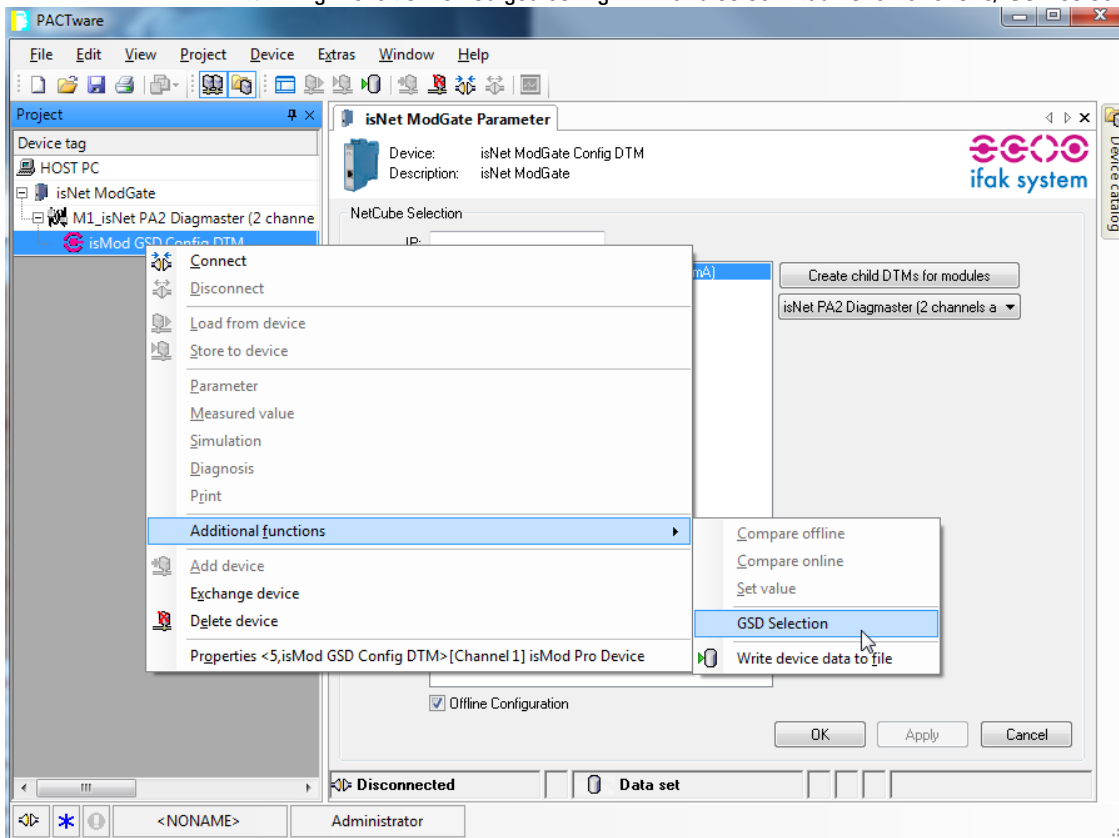 PACTware
File Edit View Project Device Extras Window Help
Project
Device tag
HOST PC
isNet ModGate
M1_isNet PA2 Diagmaster (2 channe
isMod GSD Config DTM
isNet ModGate Parameter
Device: isNet ModGate Config DTM
Description: isNet ModGate
ifak system
Device catalog
NetCube Selection
IP:
mA)
Create child DTMs for modules
isNet PA2 Diagmaster (2 channels a
Connect
Disconnect
Load from device
Store to device
Parameter
Measured value
Simulation
Diagnosis
Print
Additional functions
Add device
Exchange device
Delete device
Properties <5,isMod GSD Config DTM>[Channel 1] isMod Pro Device
Compare offline
Compare online
Set value
GSD Selection
Write device data to file
Offline Configuration
OK Apply Cancel
Disconnected Data set
<NONAME> Administrator